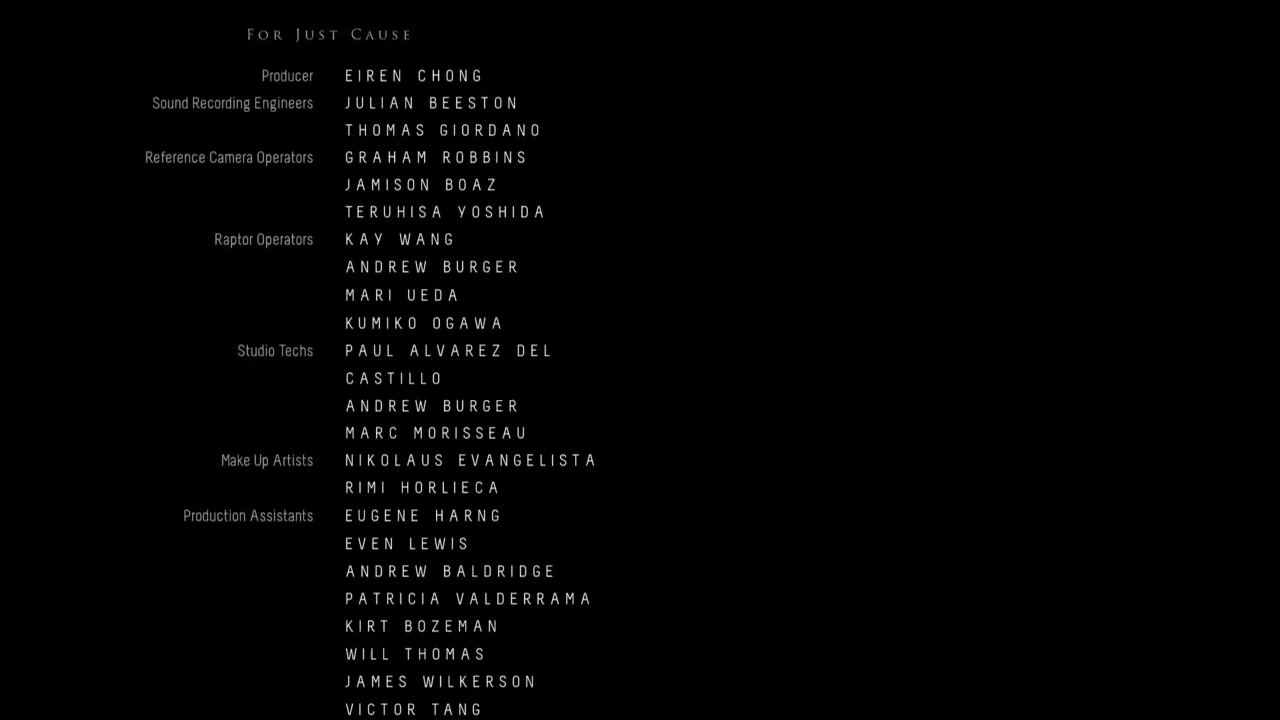 For Just Cause
Producer EIREN CHONG
Sound Recording Engineers JULIAN BEESTON
THOMAS GIORDANO
Reference Camera Operators GRAHAM ROBBINS
JAMISON BOAZ
TERUHISA YOSHIDA
Raptor Operators KAY WANG
ANDREW BURGER
MARI UEDA
KUMIKO OGAWA
Studio Techs PAUL ALVAREZ DEL
CASTILLO
ANDREW BURGER
MARC MORISSEAU
Make Up Artists NIKOLAUS EVANGELISTA
RIMI HORLIECA
Production Assistants EUGENE HARNG
EVEN LEWIS
ANDREW BALDRIDGE
PATRICIA VALDERRAMA
KIRT BOZEMAN
WILL THOMAS
JAMES WILKERSON
VICTOR TANG